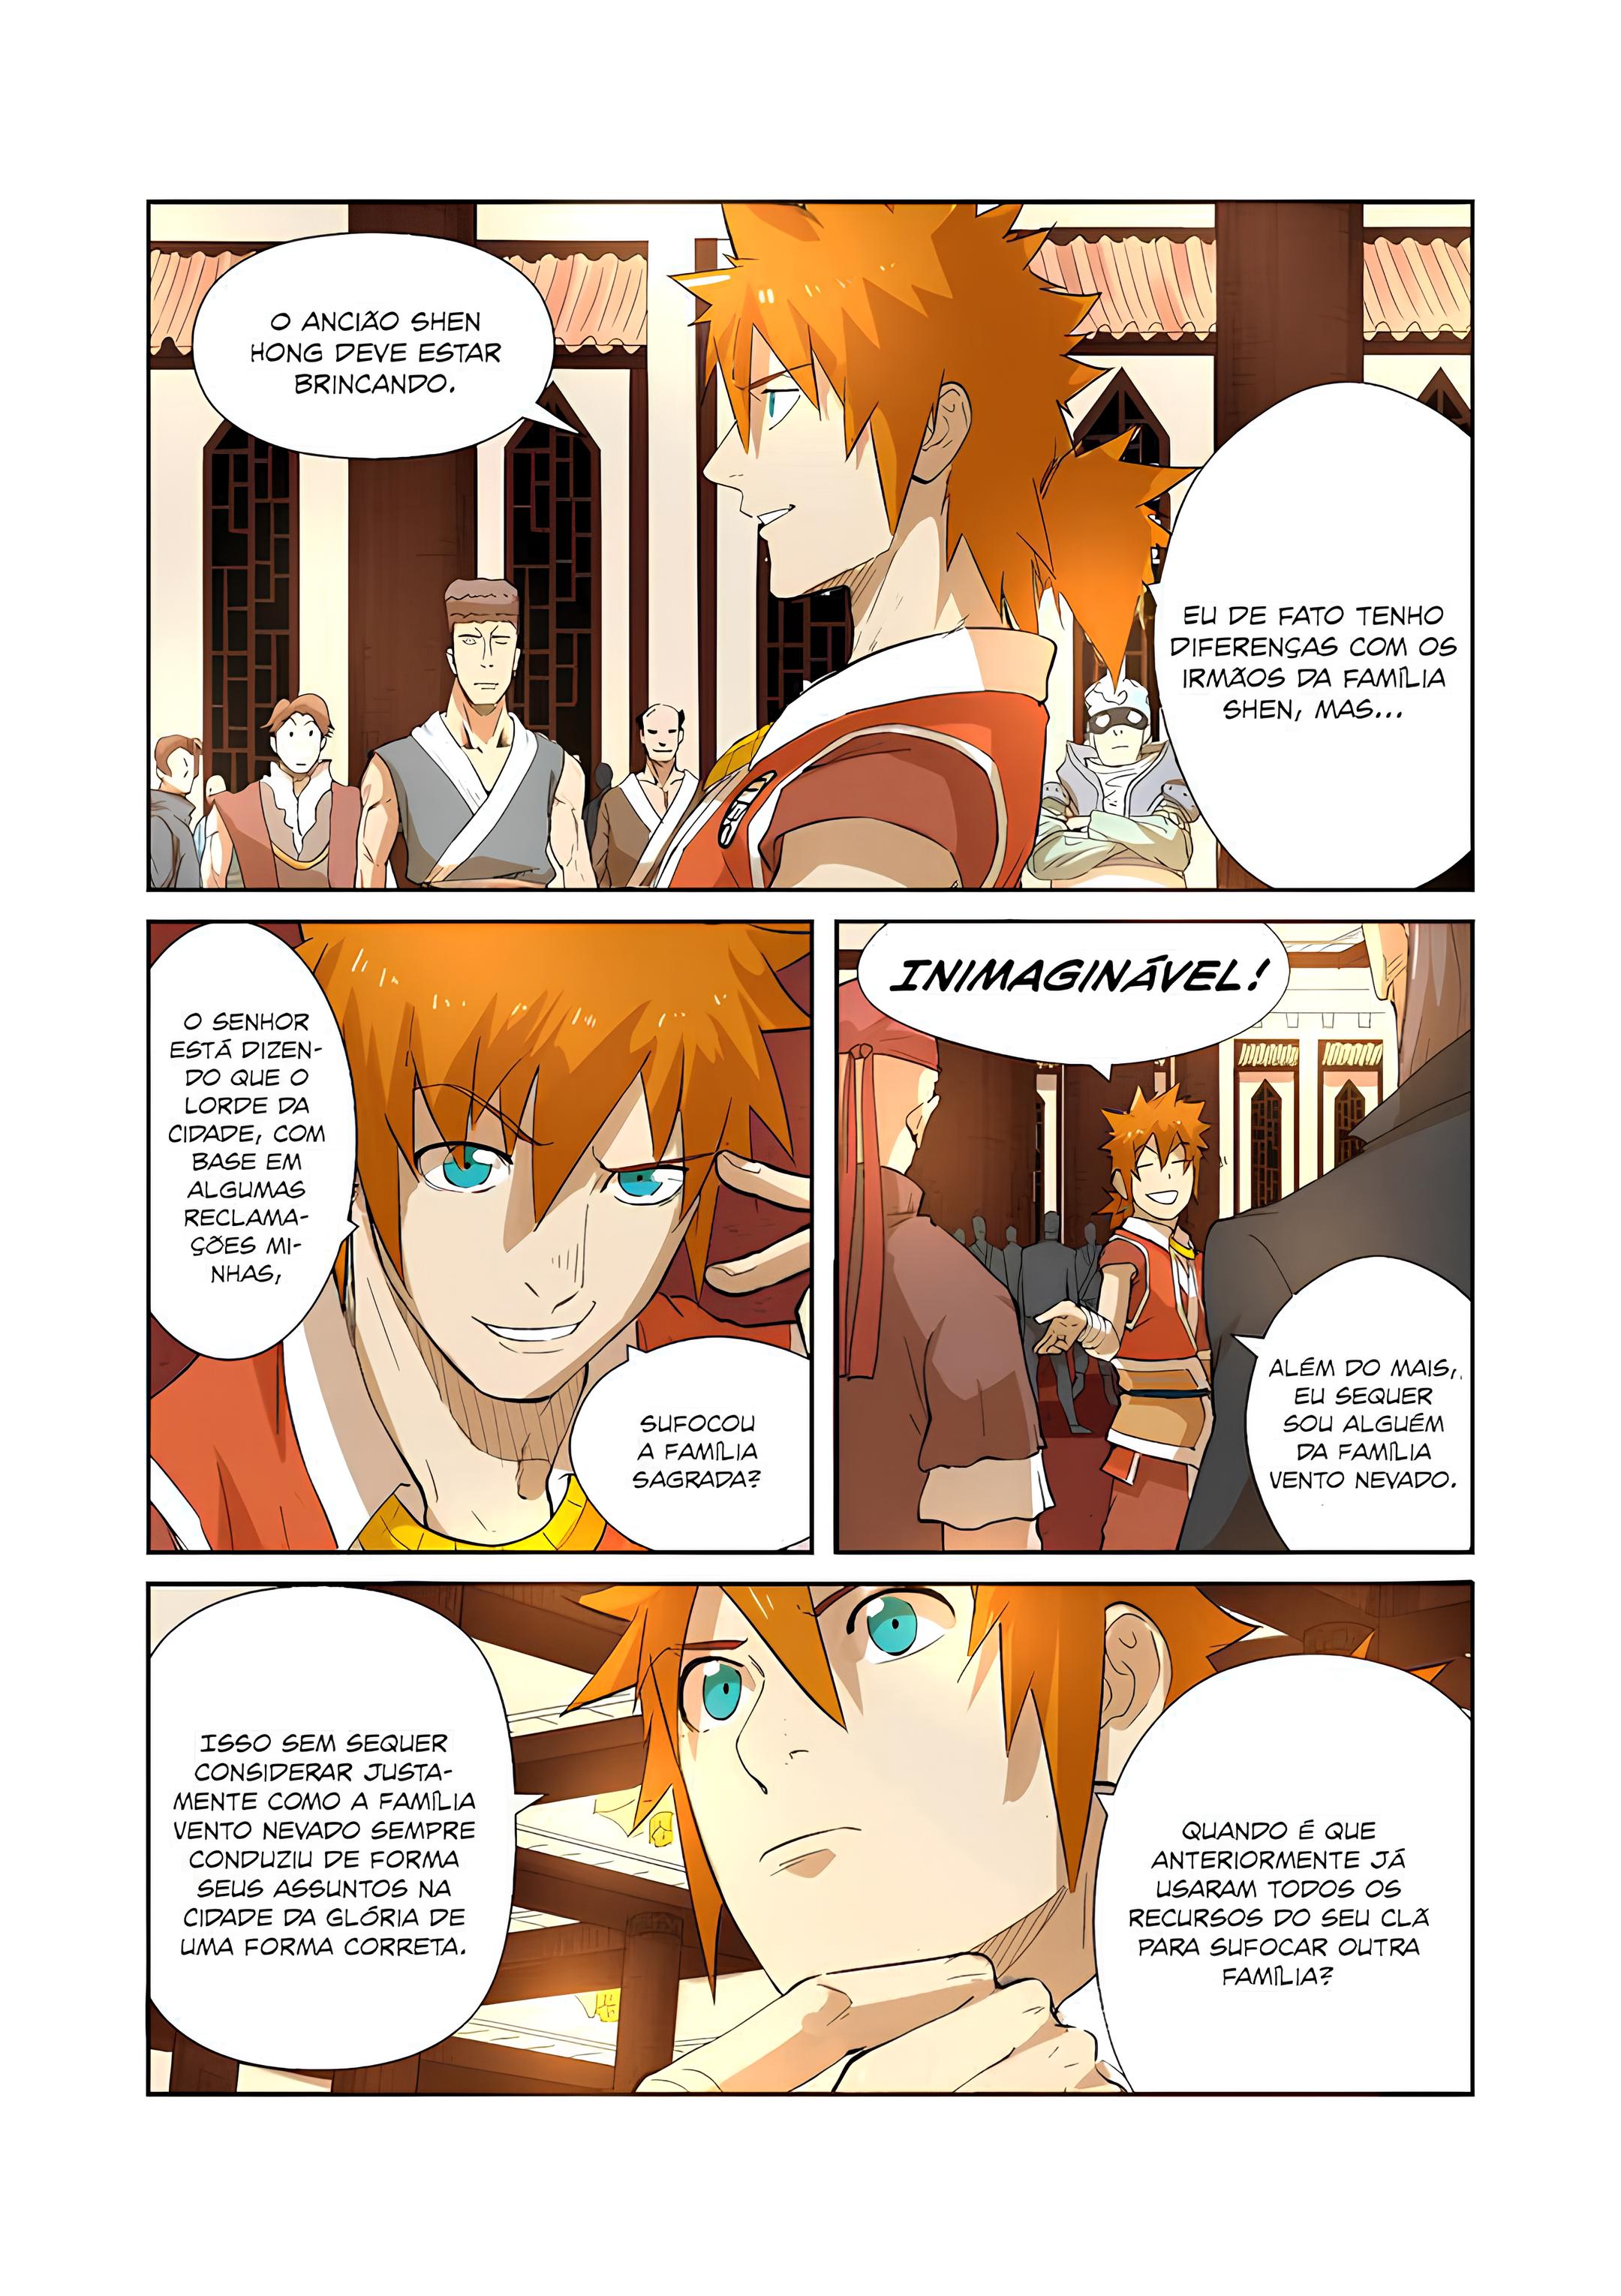 O ANCIÃO SHEN
HONG DEVE ESTAR
BRINCANDO.
EU DE FATO TENHO
DIFERENÇAS COM OS
IRMÃOS DA FAMÍLIA
SHEN, MAS...
O SENHOR
ESTÁ DIZEN-
DO QUE O
LORDE DA
CIDADE, COM
BASE EM
ALGUMAS
RECLAMA-
ÇÕES MI-
NHAS,
SUFOCOU
A FAMÍLIA
SAGRADA?
INIMAGINÁVEL!
ALÉM DO MAIS,
EU SEQUER
SOU ALGUÉM
DA FAMÍLIA
VENTO NEVADO.
ISSO SEM SEQUER
CONSIDERAR JUSTA-
MENTE COMO A FAMÍLIA
VENTO NEVADO SEMPRE
CONDUZIU DE FORMA
SEUS ASSUNTOS NA
CIDADE DA GLÓRIA DE
UMA FORMA CORRETA.
QUANDO É QUE
ANTERIORMENTE JÁ
USARAM TODOS OS
RECURSOS DO SEU CLÃ
PARA SUFOCAR OUTRA
FAMÍLIA?